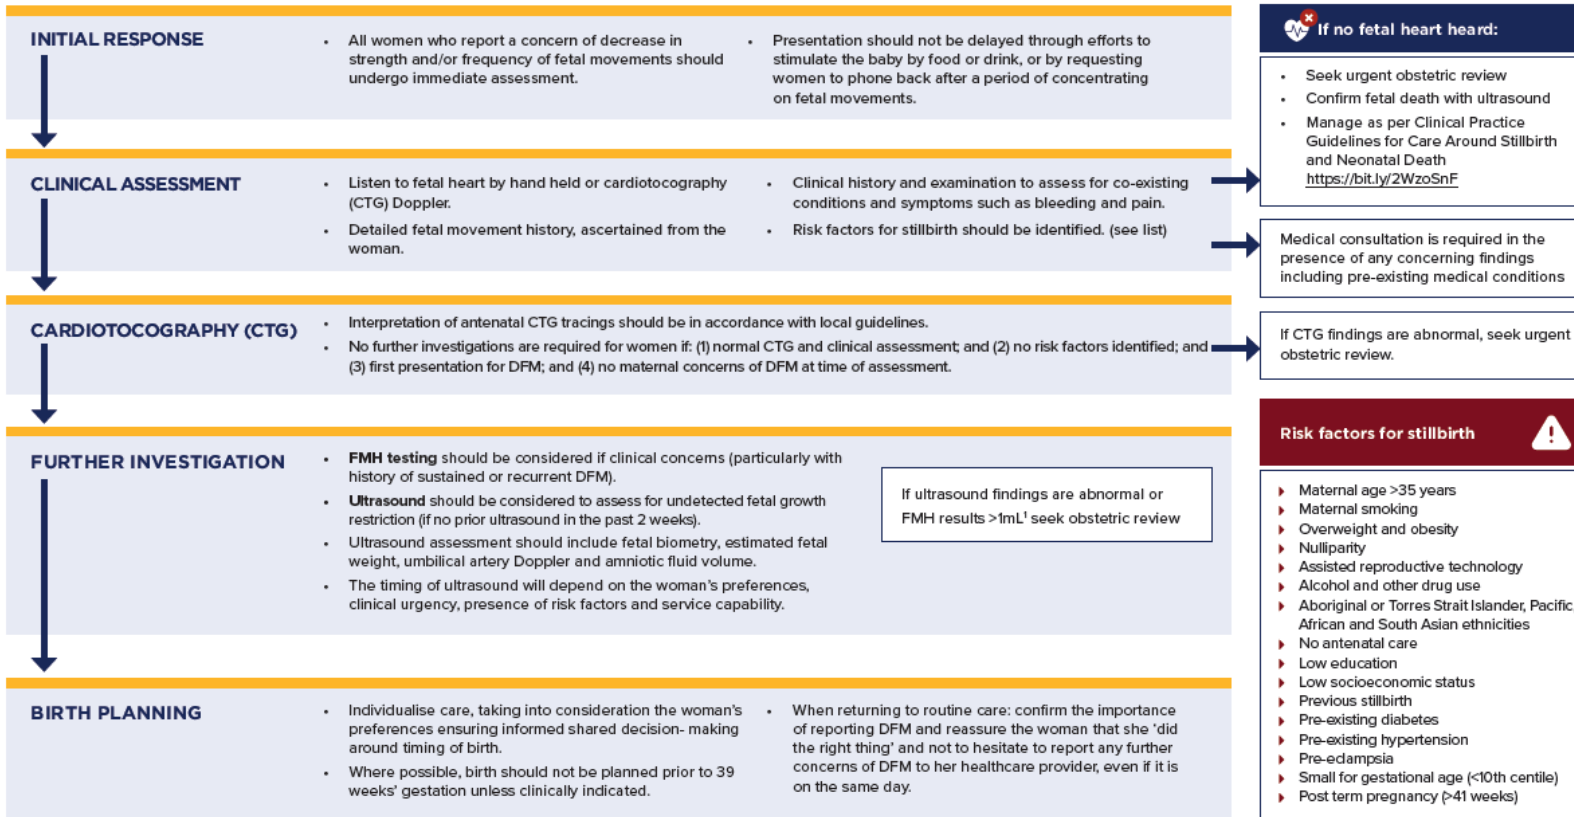 INITIAL RESPONSE
• All women who report a concern of decrease in
strength and/or frequency of fetal movements should
undergo immediate assessment.
• Presentation should not be delayed through efforts to
stimulate the baby by food or drink, or by requesting
women to phone back after a period of concentrating
on fetal movements.
If no fetal heart heard:
• Seek urgent obstetric review
• Confirm fetal death with ultrasound
• Manage as per Clinical Practice
Guidelines for Care Around Stillbirth
and Neonatal Death
https://bit.ly/2WzoSnF
CLINICAL ASSESSMENT
• Listen to fetal heart by hand held or cardiotocography
(CTG) Doppler.
• Detailed fetal movement history, ascertained from the
woman.
• Clinical history and examination to assess for co-existing
conditions and symptoms such as bleeding and pain.
• Risk factors for stillbirth should be identified. (see list)
Medical consultation is required in the
presence of any concerning findings
including pre-existing medical conditions
CARDIOTOCOGRAPHY (CTG)
• Interpretation of antenatal CTG tracings should be in accordance with local guidelines.
• No further investigations are required for women if: (1) normal CTG and clinical assessment; and (2) no risk factors identified; and
(3) first presentation for DFM; and (4) no maternal concerns of DFM at time of assessment.
If CTG findings are abnormal, seek urgent
obstetric review.
FURTHER INVESTIGATION
• FMH testing should be considered if clinical concerns (particularly with
history of sustained or recurrent DFM).
• Ultrasound should be considered to assess for undetected fetal growth
restriction (if no prior ultrasound in the past 2 weeks).
• Ultrasound assessment should include fetal biometry, estimated fetal
weight, umbilical artery Doppler and amniotic fluid volume.
• The timing of ultrasound will depend on the woman's preferences,
clinical urgency, presence of risk factors and service capability.
If ultrasound findings are abnormal or
FMH results >1mL¹ seek obstetric review
Risk factors for stillbirth
Maternal age >35 years
Maternal smoking
Overweight and obesity
Nulliparity
Assisted reproductive technology
Alcohol and other drug use
Aboriginal or Torres Strait Islander, Pacific,
African and South Asian ethnicities
No antenatal care
Low education
Low socioeconomic status
Previous stillbirth
Pre-existing diabetes
Pre-existing hypertension
Pre-eclampsia
Small for gestational age (<10th centile)
Post term pregnancy (>41 weeks)
BIRTH PLANNING
• Individualise care, taking into consideration the woman's
preferences ensuring informed shared decision- making
around timing of birth.
• Where possible, birth should not be planned prior to 39
weeks' gestation unless clinically indicated.
• When returning to routine care: confirm the importance
of reporting DFM and reassure the woman that she 'did
the right thing' and not to hesitate to report any further
concerns of DFM to her healthcare provider, even if it is
on the same day.